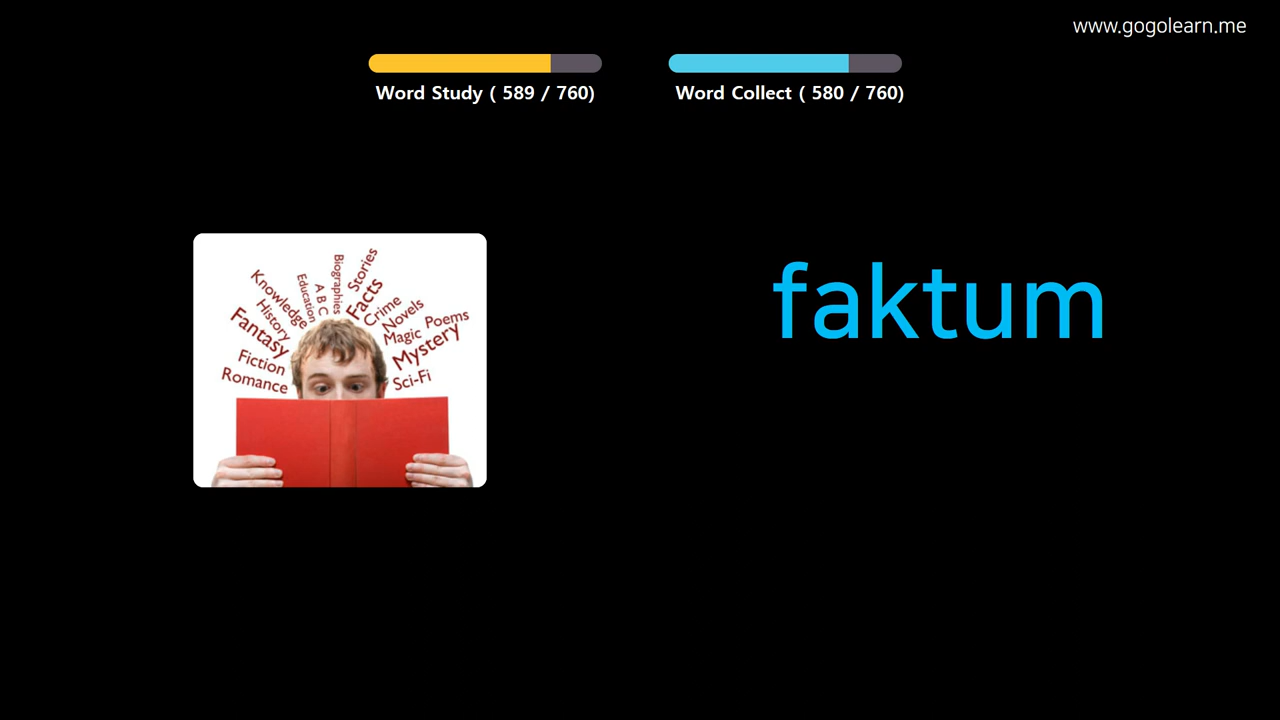 www.gogolearn.me
Word Study ( 589 / 760)
Word Collect ( 580 / 760)
faktum
Knowledge
History
Fantasy
Fiction
Romance
Education
A B C
Biographies
Stories
Facts
Crime
Novels
Magic
Poems
Mystery
Sci-Fi